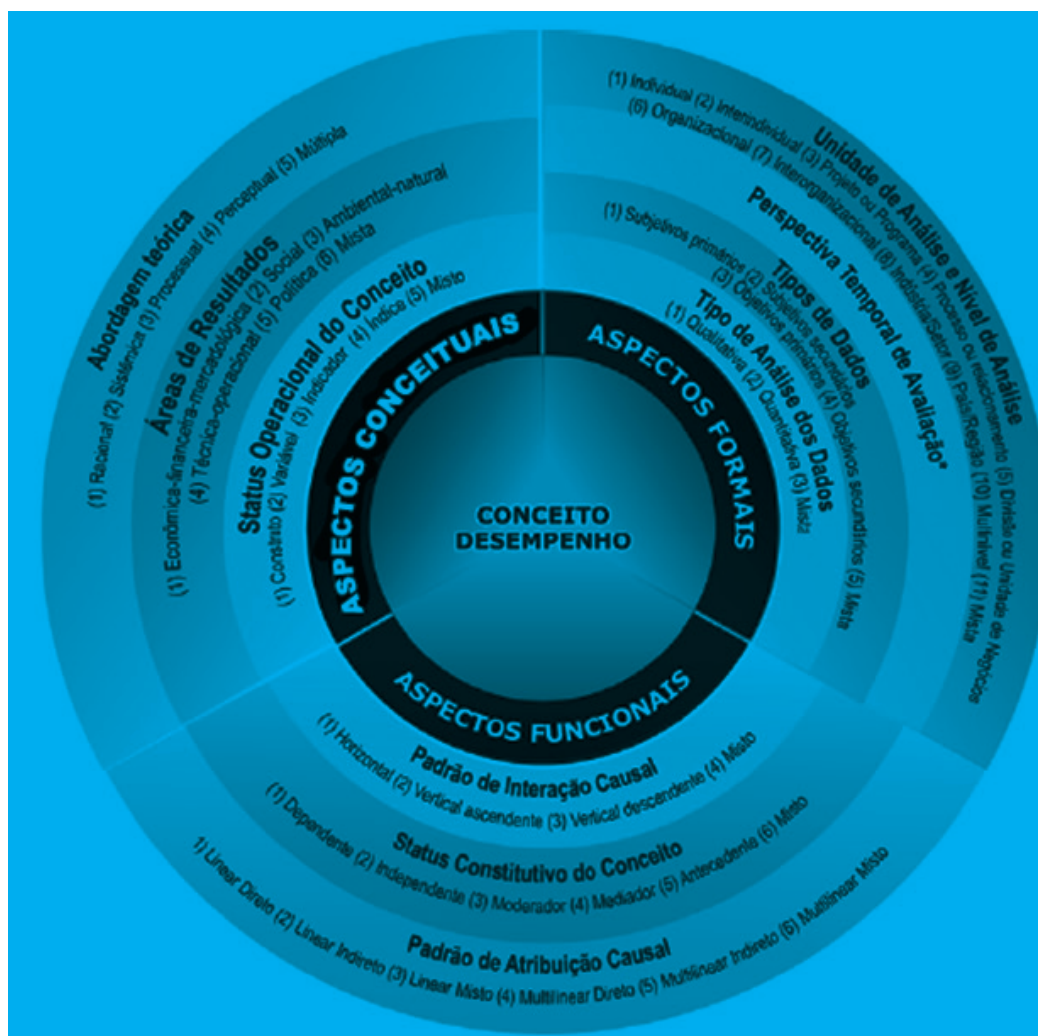 CONCEITO
DESEMPENHO
ASPECTOS CONCEITUAIS
Abordagem teórica
(1) Racional (2) Sistêmica (3) Processual (4) Perceptual (5) Múltipla
Áreas de Resultados
(1) Econômica-financeira-mercadológica (2) Social (3) Ambiental-natural
(4) Técnica-operacional (5) Política (6) Mista
Status Operacional do Conceito
(1) Constrato (2) Variável (3) Indicador (4) Índice (5) Misto
ASPECTOS FORMAIS
Unidade de Análise e Nível de Análise
(1) Individual (2) Interindividual (3) Projeto ou Programa (4) Processo ou relacionamento (5) Divisão ou Unidade de Negócios
(6) Organizacional (7) Interorganizacional (8) Indústria/Setor (9) País/Região (10) Multinível (11) Mista
Perspectiva Temporal de Avaliação*
Tipos de Dados
(1) Subjetivos primários (2) Subjetivos secundários
(3) Objetivos primários (4) Objetivos secundários (5) Mista
Tipo de Análise dos Dados
(1) Qualitativa (2) Quantitativa (3) Mista
ASPECTOS FUNCIONAIS
Padrão de Interação Causal
(1) Horizontal (2) Vertical ascendente (3) Vertical descendente (4) Misto
Status Constitutivo do Conceito
(1) Dependente (2) Independente (3) Moderador (4) Mediador (5) Antecedente (6) Misto
Padrão de Atribuição Causal
1) Linear Direto (2) Linear Indireto (3) Linear Misto (4) Multilinear Direto (5) Multilinear Indireto (6) Multilinear Misto